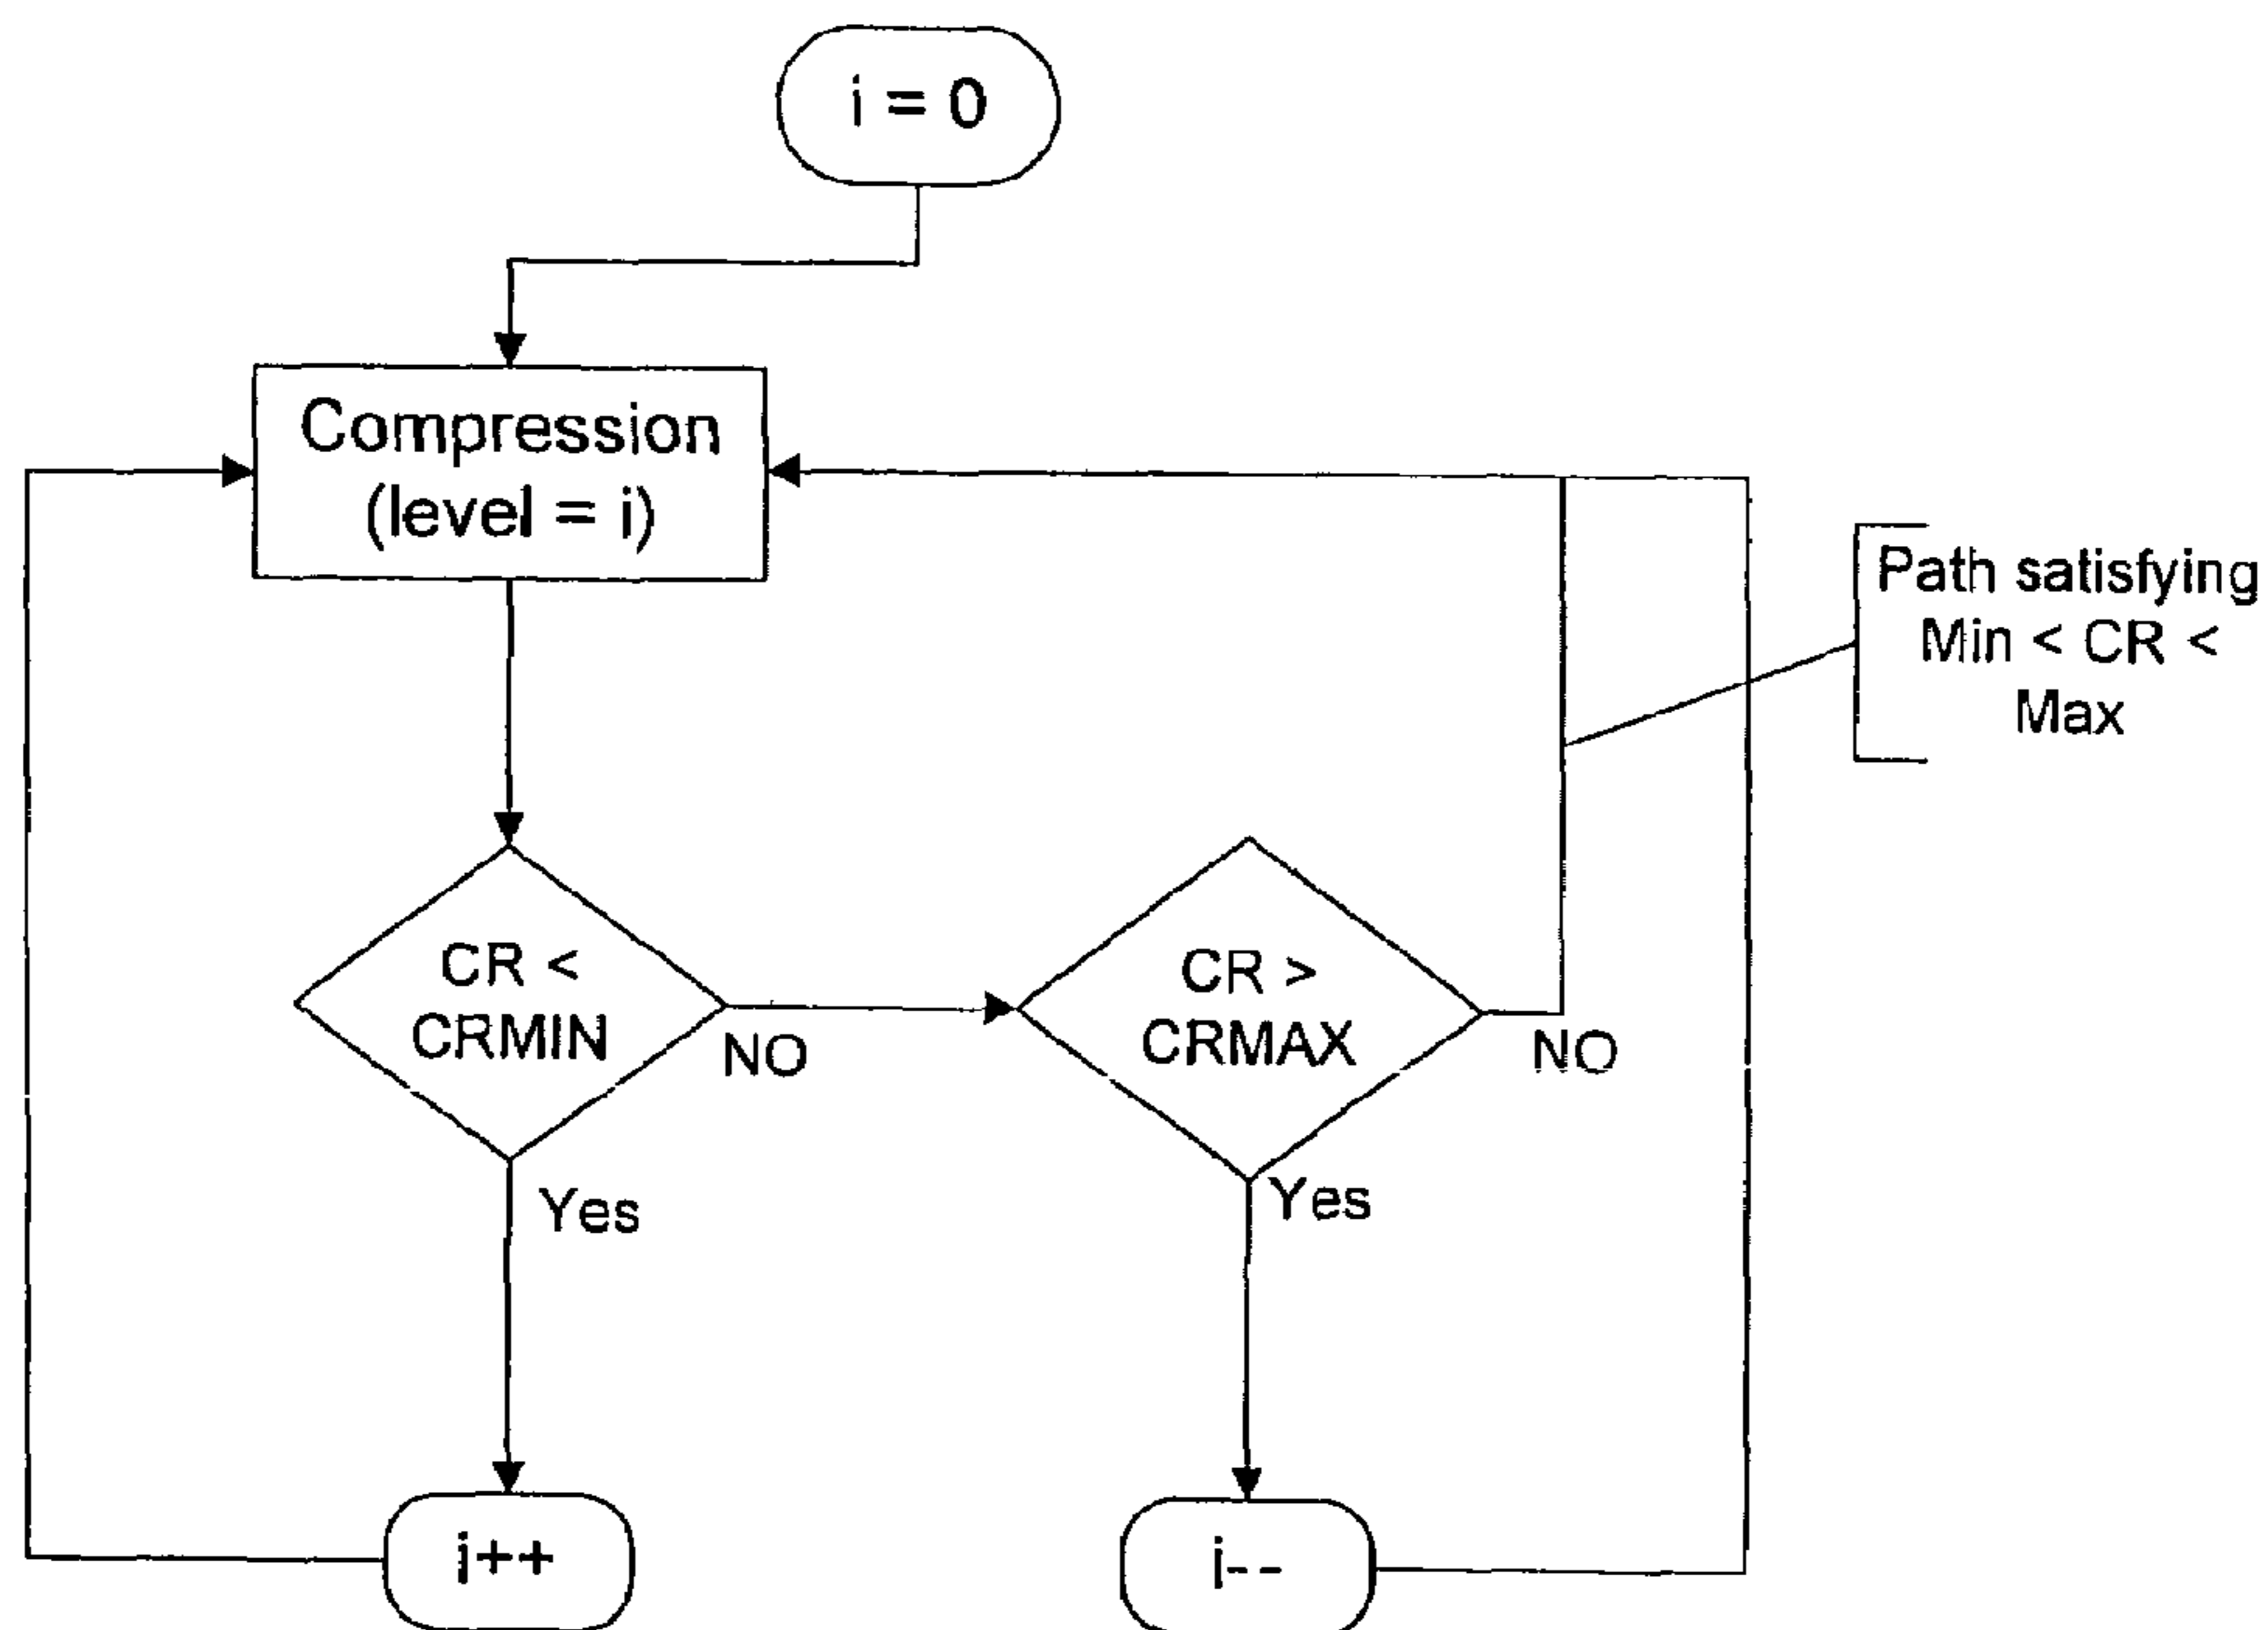 i = 0
Compression
(level = i)
Path satisfying
Min < CR <
Max
CR <
CRMIN
NO
CR >
CRMAX
NO
Yes
Yes
i++
i--